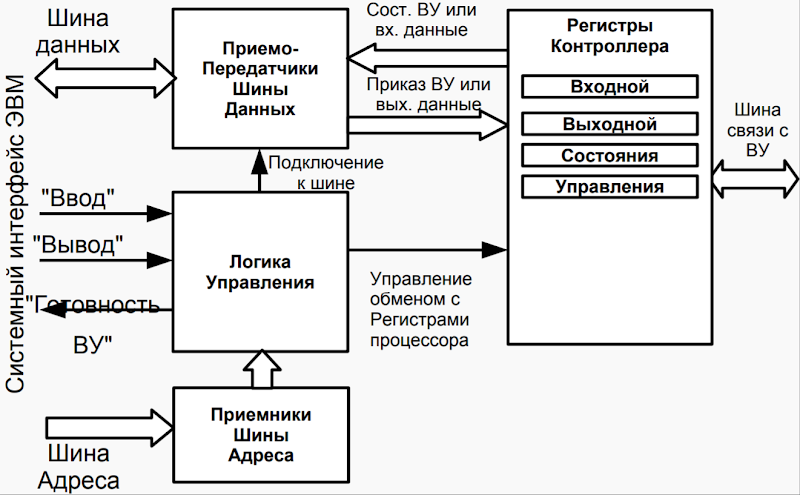 Системный интерфейс ЭВМ
Шина
данных
Приемо-
Передатчики
Шины
Данных
Сост. ВУ или
вх. данные
Приказ ВУ или
вых. данные
Регистры
Контроллера
Входной
Выходной
Состояния
Управления
Шина
связи с
ВУ
Подключение
к шине
"Ввод"
"Вывод"
"Готовность
ВУ"
Логика
Управления
Управление
обменом с
Регистрами
процессора
Приемники
Шины
Адреса
Шина
Адреса